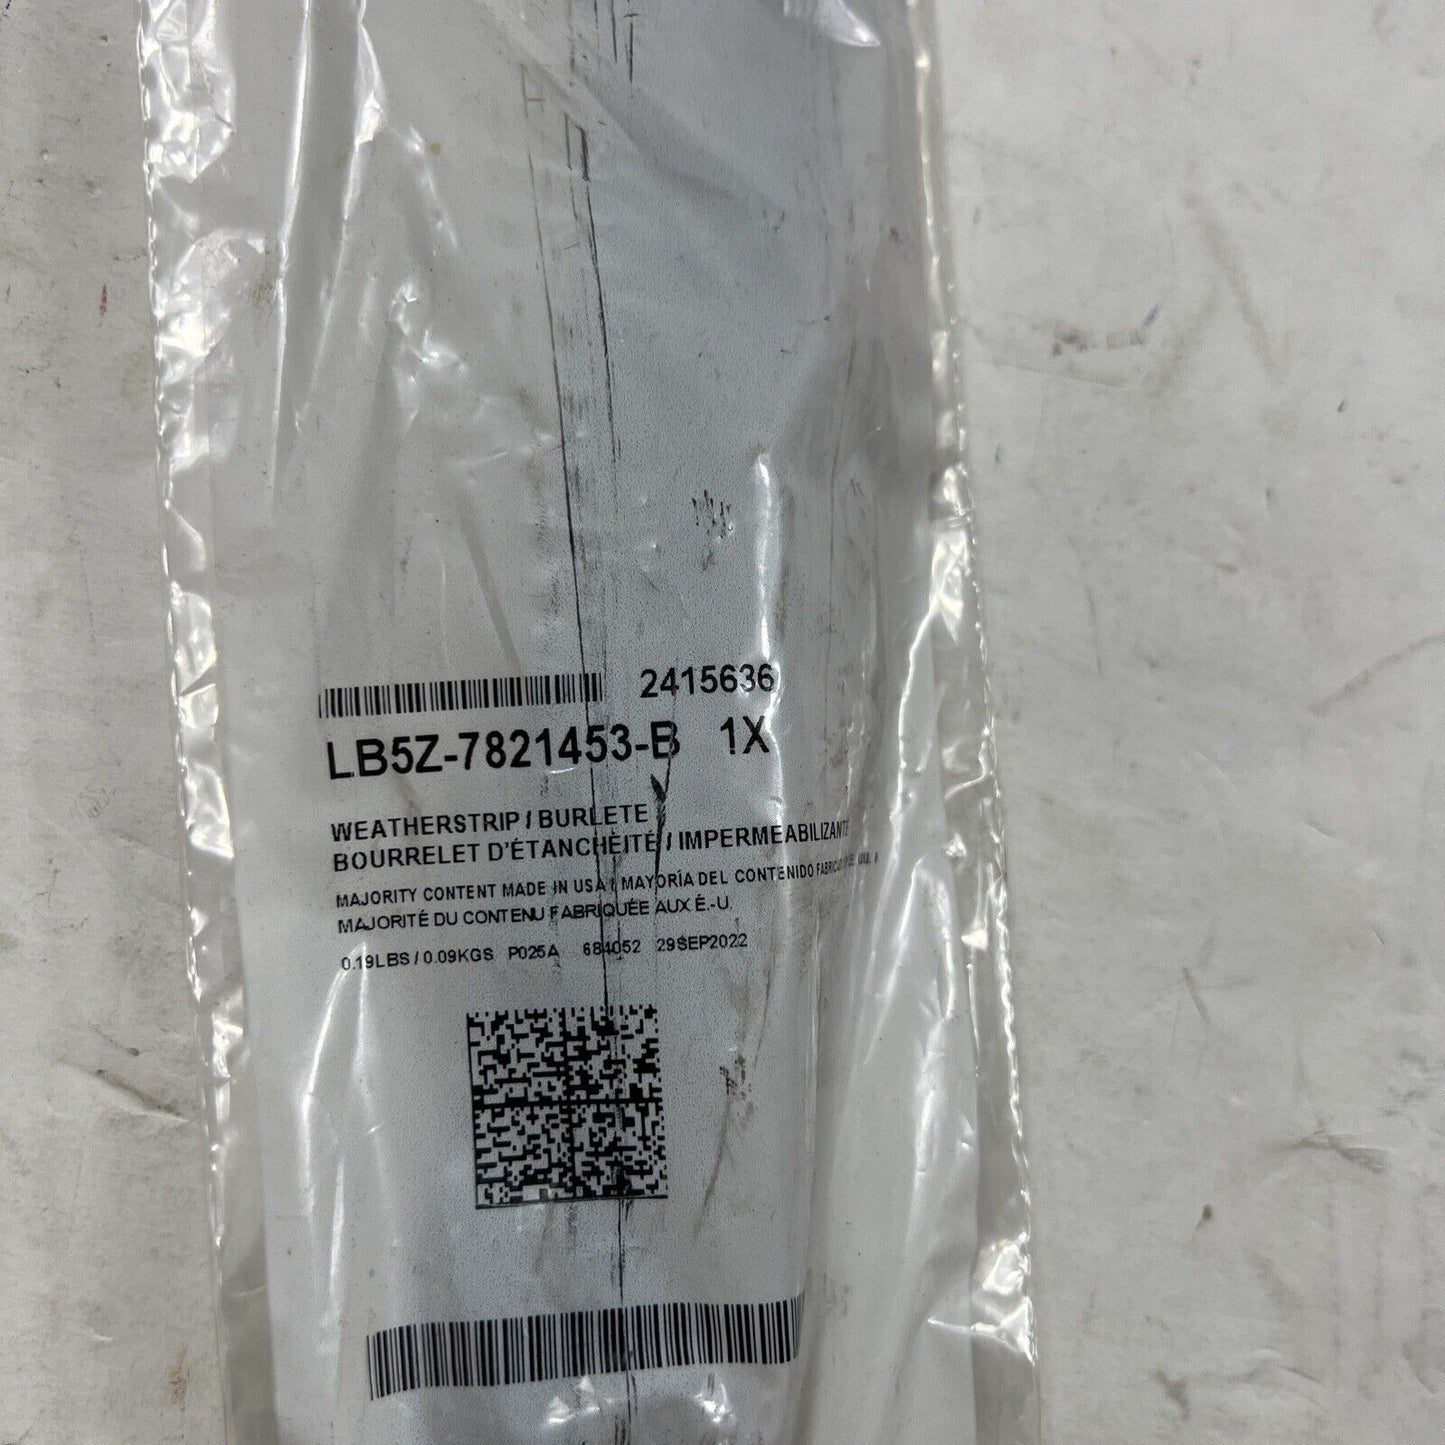 2415636
LB5Z-7821453-B 1X
WEATHERSTRIP / BURLETE
BOURRELET D'ÉTANCHÉITÉ / IMPERMEABILIZANTE
MAJORITY CONTENT MADE IN USA / MAYORÍA DEL CONTENIDO
MAJORITÉ DU CONTENU FABRIQUÉE AUX É.-U.
0.19LBS / 0.09KGS P025A 684052 29SEP2022